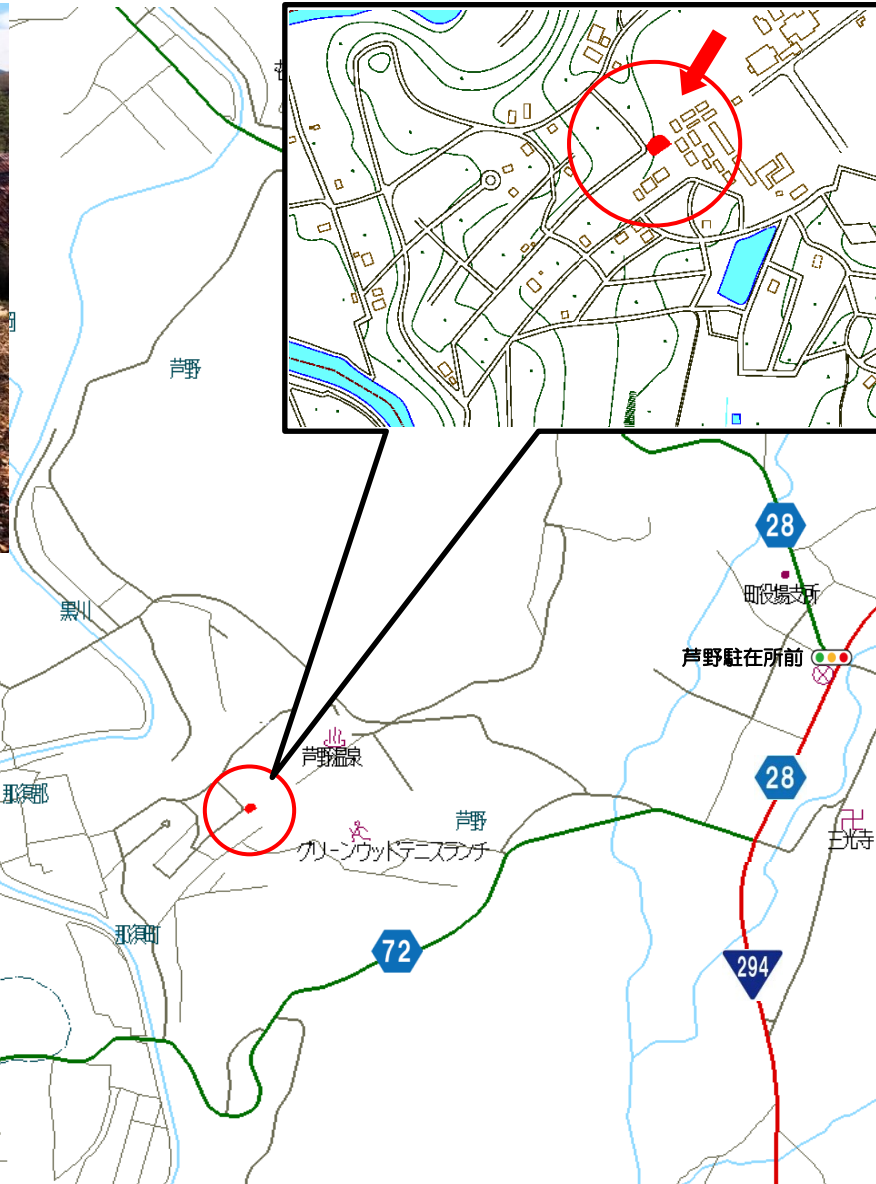 芦野
28
町役場支所
黒川
芦野駐在所前
芦野温泉
28
那須郡
芦野
三光寺
グリーンウッドテニスランチ
那須町
72
294